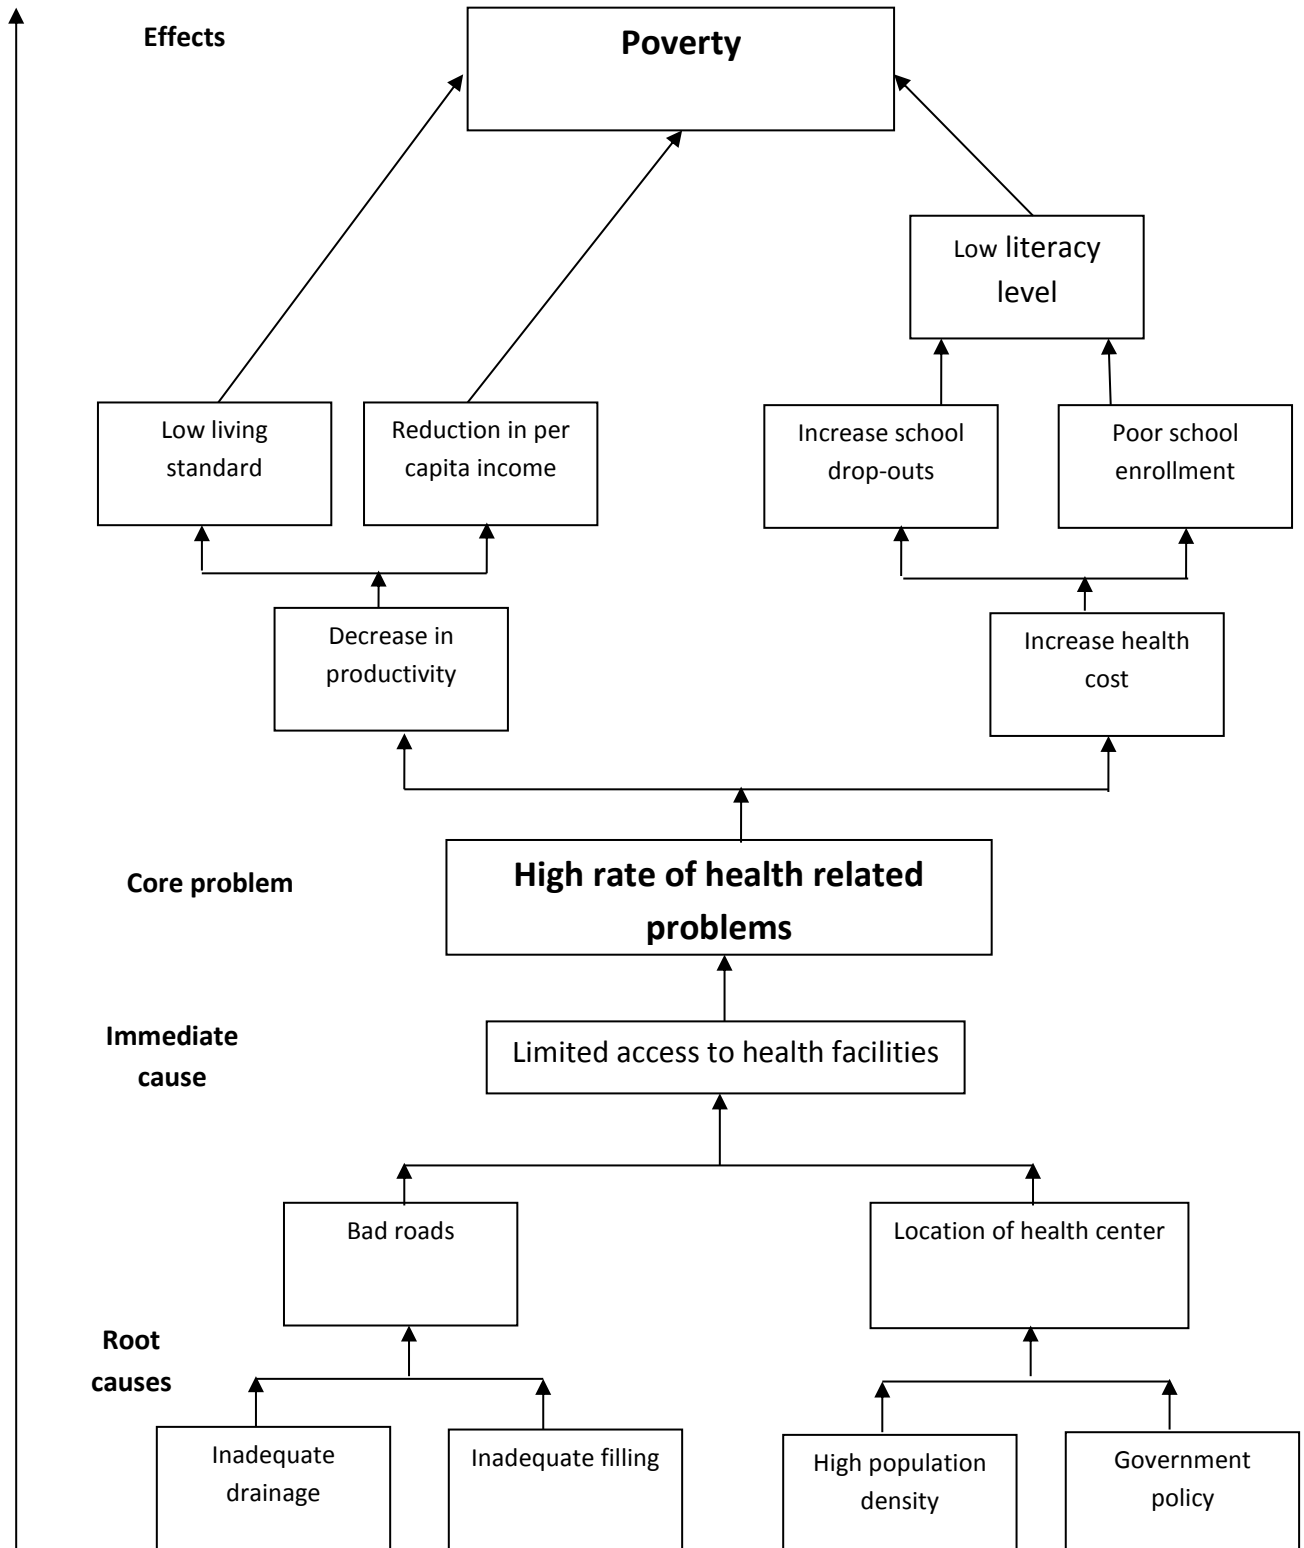 Effects
Poverty
Low literacy
level
Low living
standard
Reduction in per
capita income
Increase school
drop-outs
Poor school
enrollment
Decrease in
productivity
Increase health
cost
Core problem
High rate of health related
problems
Immediate
cause
Limited access to health facilities
Bad roads
Location of health center
Root
causes
Inadequate
drainage
Inadequate filling
High population
density
Government
policy